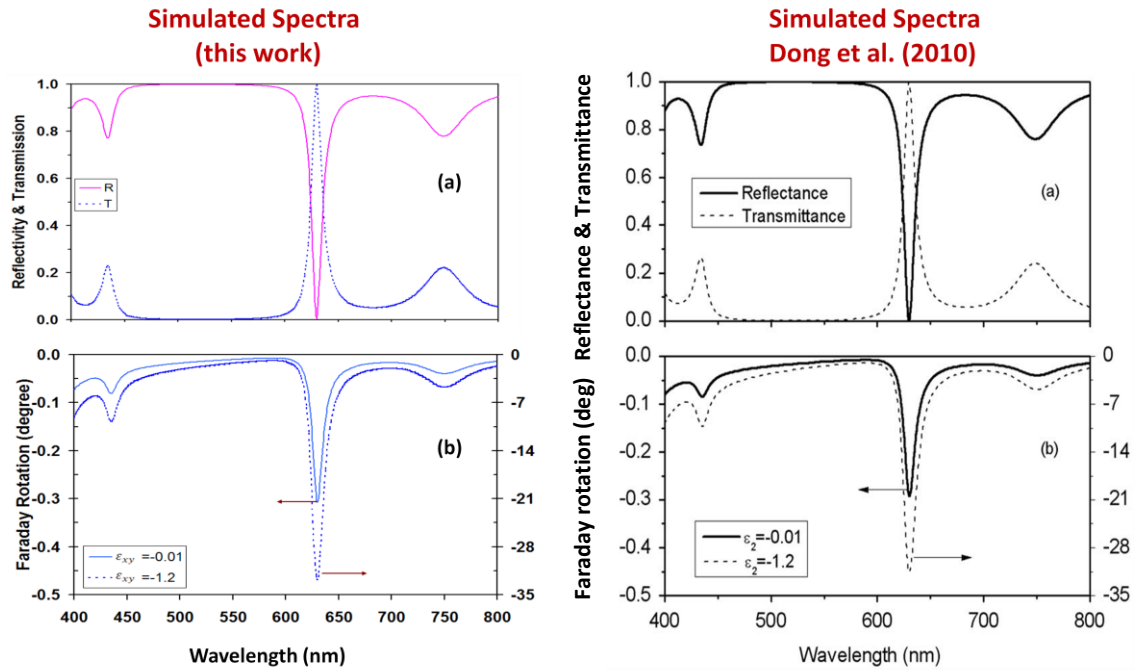 Simulated Spectra
(this work)
1.0
0.8
0.6
0.4
0.2
0.0
Reflectivity & Transmission
R
T
(a)
0.0
-0.1
-0.2
-0.3
-0.4
-0.5
Faraday Rotation (degree)
0
-7
-14
-21
-28
-35
(b)
εxy =-0.01
εxy =-1.2
400 450 500 550 600 650 700 750 800
Wavelength (nm)
Simulated Spectra
Dong et al. (2010)
1.0
0.8
0.6
0.4
0.2
0.0
Reflectance & Transmittance
Reflectance
Transmittance
(a)
0.0
-0.1
-0.2
-0.3
-0.4
-0.5
Faraday rotation (deg)
0
-7
-14
-21
-28
-35
(b)
ε2=-0.01
ε2=-1.2
400 500 600 700 800
Wavelength (nm)